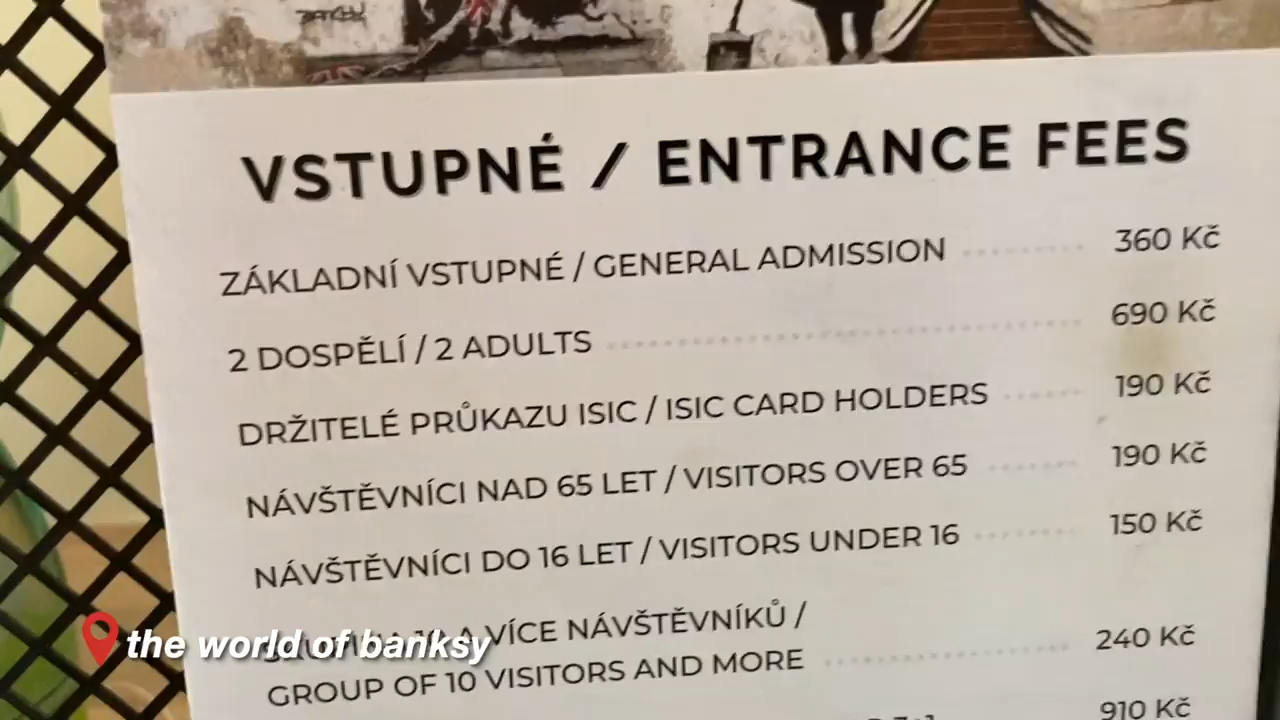 BANKSY
VSTUPNÉ / ENTRANCE FEES
ZÁKLADNÍ VSTUPNÉ / GENERAL ADMISSION 360 Kč
2 DOSPĚLÍ / 2 ADULTS 690 Kč
DRŽITELÉ PRŮKAZU ISIC / ISIC CARD HOLDERS 190 Kč
NÁVŠTĚVNÍCI NAD 65 LET / VISITORS OVER 65 190 Kč
NÁVŠTĚVNÍCI DO 16 LET / VISITORS UNDER 16 150 Kč
A VÍCE NÁVŠTĚVNÍKŮ /
GROUP OF 10 VISITORS AND MORE 240 Kč
910 Kč
the world of banksy